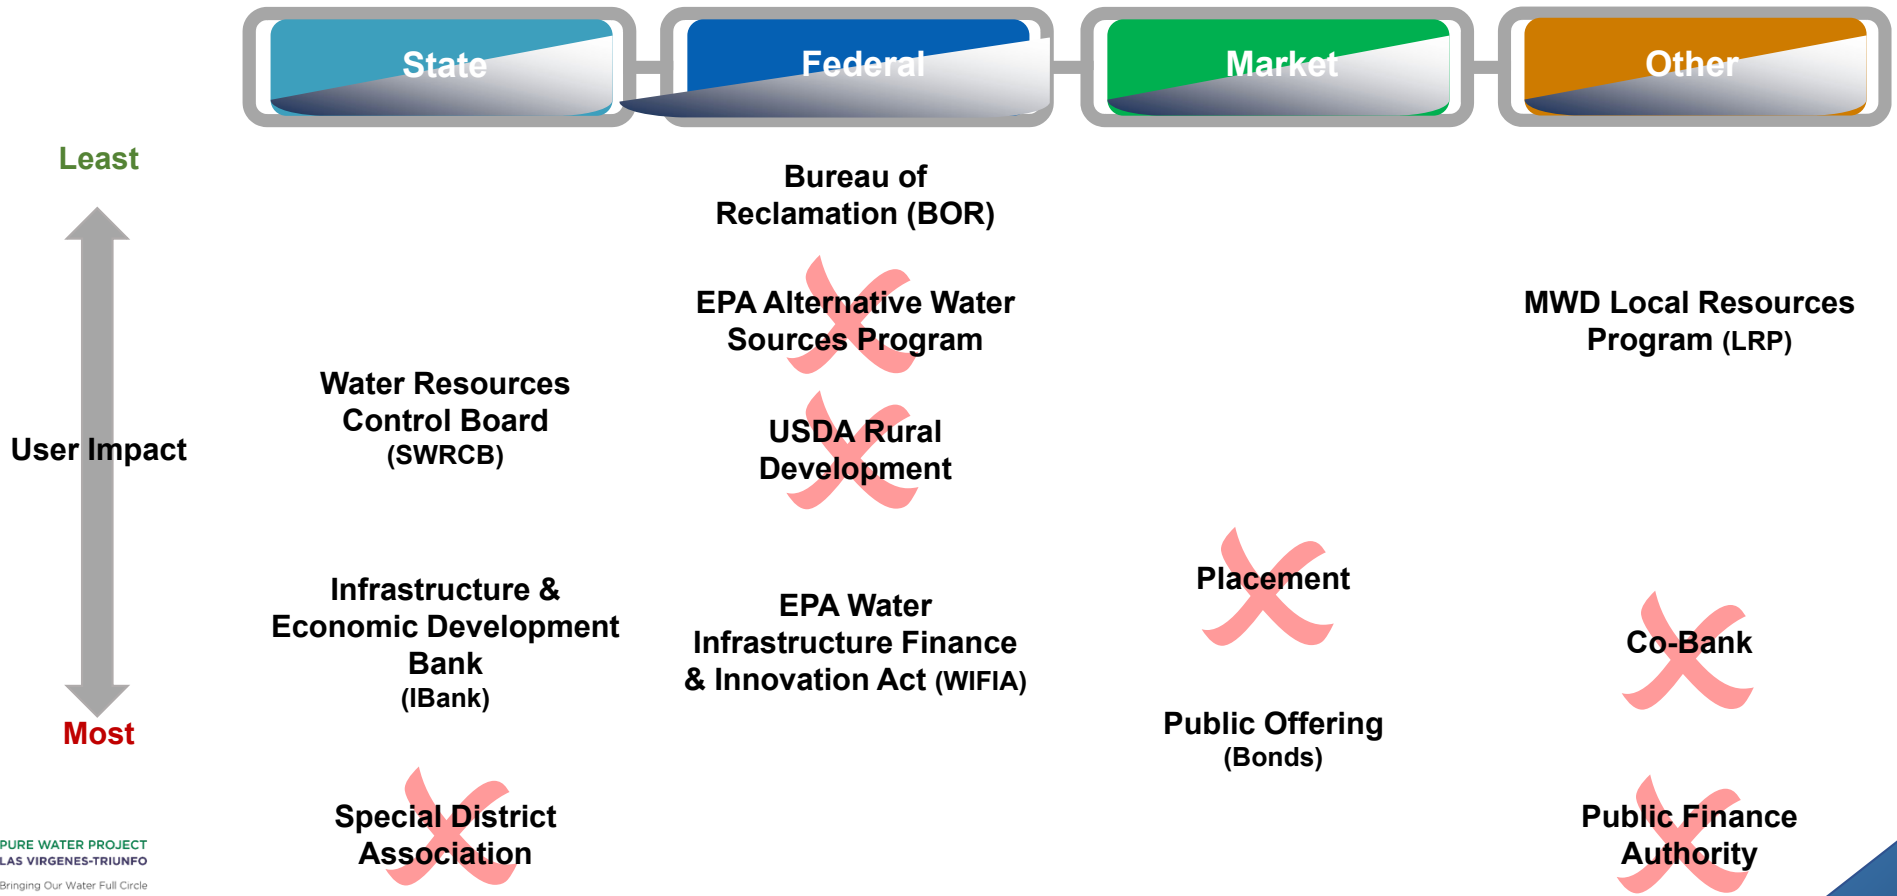 State
Federal
Market
Other
Least
User Impact
Most
Water Resources
Control Board
(SWRCB)
Infrastructure &
Economic Development
Bank
(IBank)
Special District
Association
Bureau of
Reclamation (BOR)
EPA Alternative Water
Sources Program
USDA Rural
Development
EPA Water
Infrastructure Finance
& Innovation Act (WIFIA)
Placement
Public Offering
(Bonds)
MWD Local Resources
Program (LRP)
Co-Bank
Public Finance
Authority
PURE WATER PROJECT
LAS VIRGENES-TRIUNFO
Bringing Our Water Full Circle